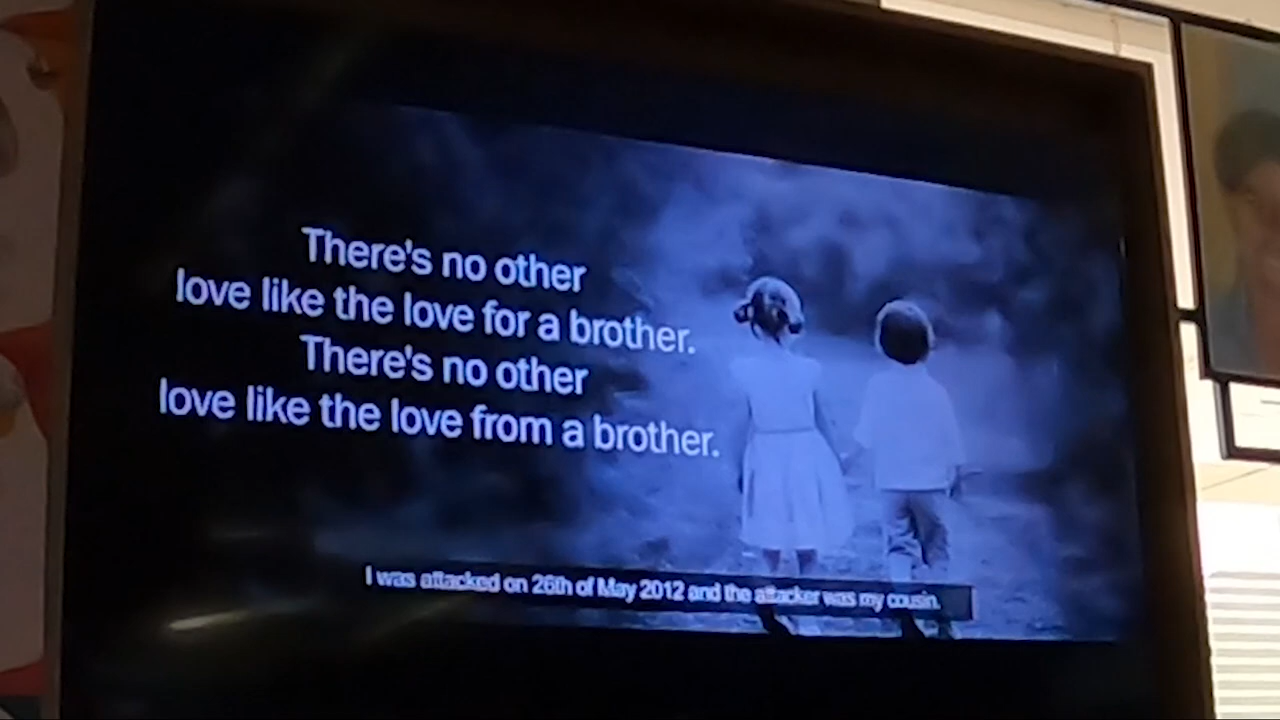 There's no other
love like the love for a brother.
There's no other
love like the love from a brother.
I was attacked on 26th of May 2012 and the attacker was my cousin.